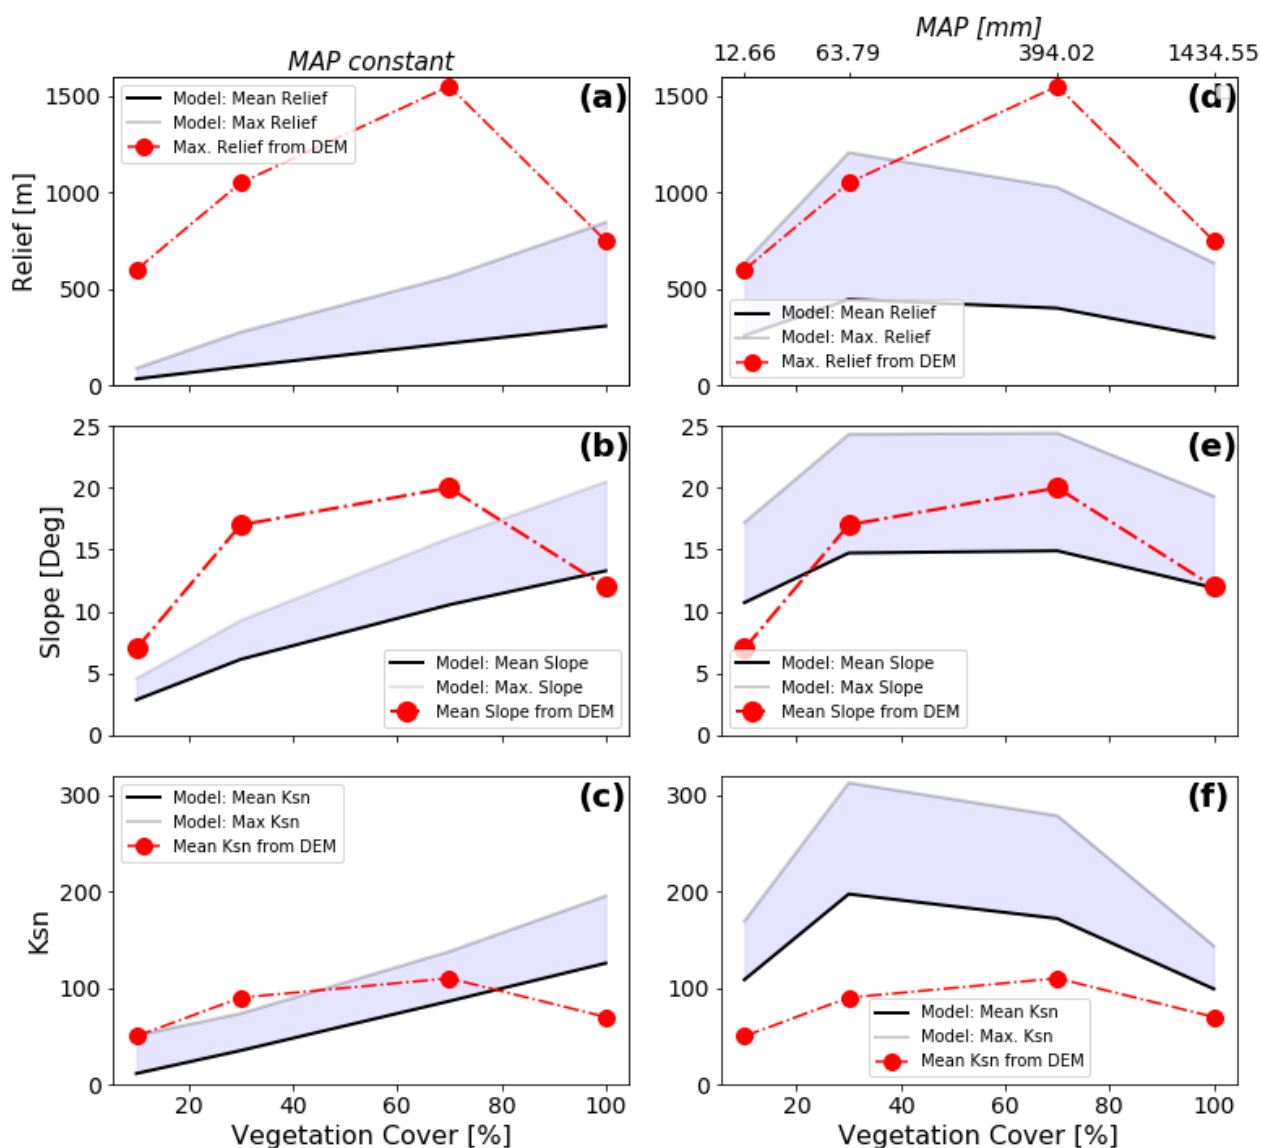 MAP [mm]
12.66 63.79 394.02 1434.55
MAP constant
(a)
Model: Mean Relief
Model: Max Relief
Max. Relief from DEM
1500
1000
500
0
Relief [m]
(d)
1500
1000
500
0
Model: Mean Relief
Model: Max. Relief
Max. Relief from DEM
(b)
25
20
15
10
5
0
Slope [Deg]
Model: Mean Slope
Model: Max. Slope
Mean Slope from DEM
(e)
25
20
15
10
5
0
Model: Mean Slope
Model: Max Slope
Mean Slope from DEM
(c)
Model: Mean Ksn
Model: Max Ksn
Mean Ksn from DEM
300
200
100
0
Ksn
20 40 60 80 100
Vegetation Cover [%]
(f)
300
200
100
0
Model: Mean Ksn
Model: Max. Ksn
Mean Ksn from DEM
20 40 60 80 100
Vegetation Cover [%]